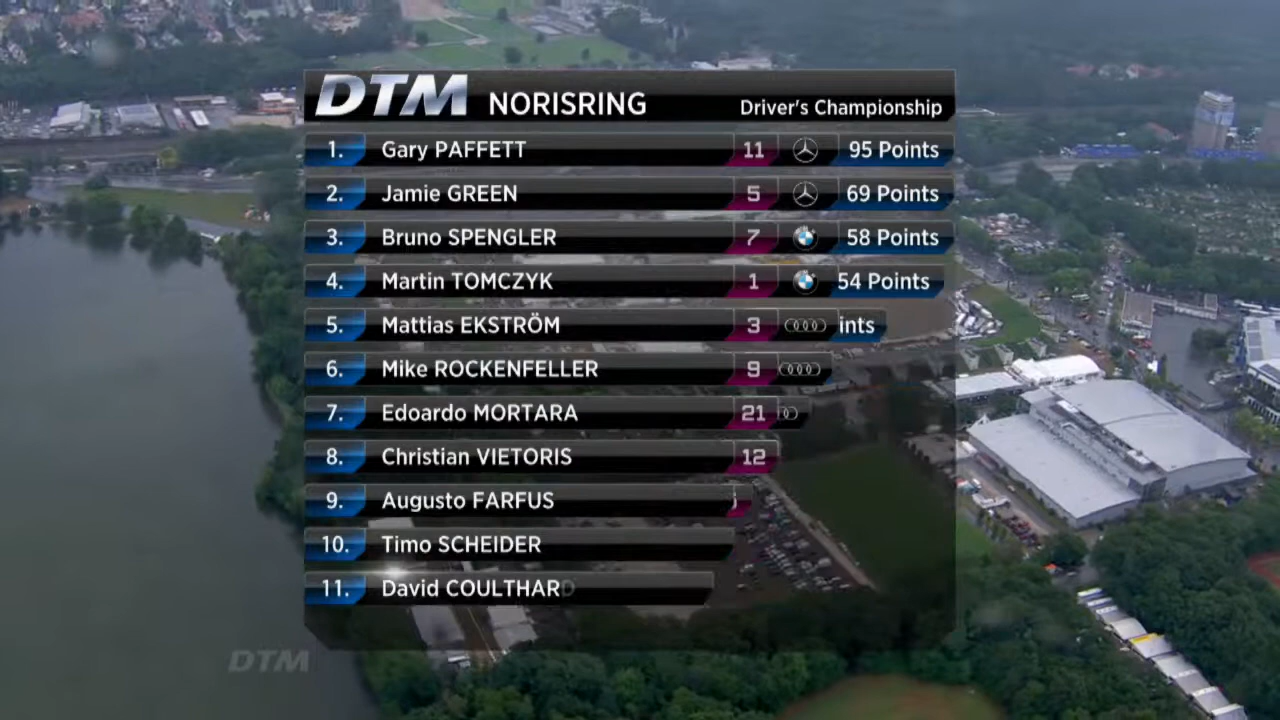 DTM NORISRING Driver's Championship
1. Gary PAFFETT 11 95 Points
2. Jamie GREEN 5 69 Points
3. Bruno SPENGLER 7 58 Points
4. Martin TOMCZYK 1 54 Points
5. Mattias EKSTRÖM 3 ints
6. Mike ROCKENFELLER 9
7. Edoardo MORTARA 21
8. Christian VIETORIS 12
9. Augusto FARFUS
10. Timo SCHEIDER
11. David COULTHARD
DTM